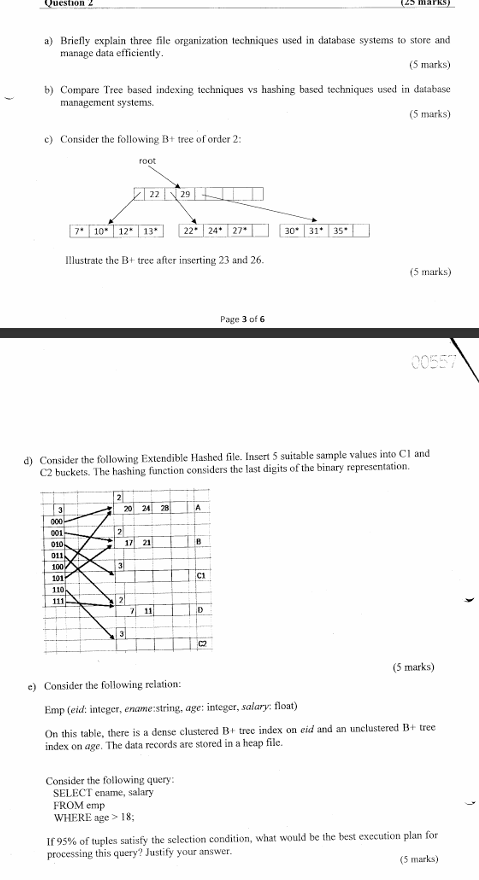 Question 2 (25 marks)
a) Briefly explain three file organization techniques used in database systems to store and
manage data efficiently.
(5 marks)
b) Compare Tree based indexing techniques vs hashing based techniques used in database
management systems.
(5 marks)
c) Consider the following B+ tree of order 2:
root
22 29
7* 10* 12* 13* 22* 24* 27* 30* 31* 35*
Illustrate the B+ tree after inserting 23 and 26.
(5 marks)
Page 3 of 6
00557
d) Consider the following Extendible Hashed file. Insert 5 suitable sample values into C1 and
C2 buckets. The hashing function considers the last digits of the binary representation.
2
3 20 24 28 A
000
001 2
010 17 21 B
011
100 3
101 C1
110 2
111 7 11 D
3
C2
(5 marks)
e) Consider the following relation:
Emp (eid: integer, ename:string, age: integer, salary: float)
On this table, there is a dense clustered B+ tree index on eid and an unclustered B+ tree
index on age. The data records are stored in a heap file.
Consider the following query:
SELECT ename, salary
FROM emp
WHERE age > 18;
If 95% of tuples satisfy the selection condition, what would be the best execution plan for
processing this query? Justify your answer.
(5 marks)